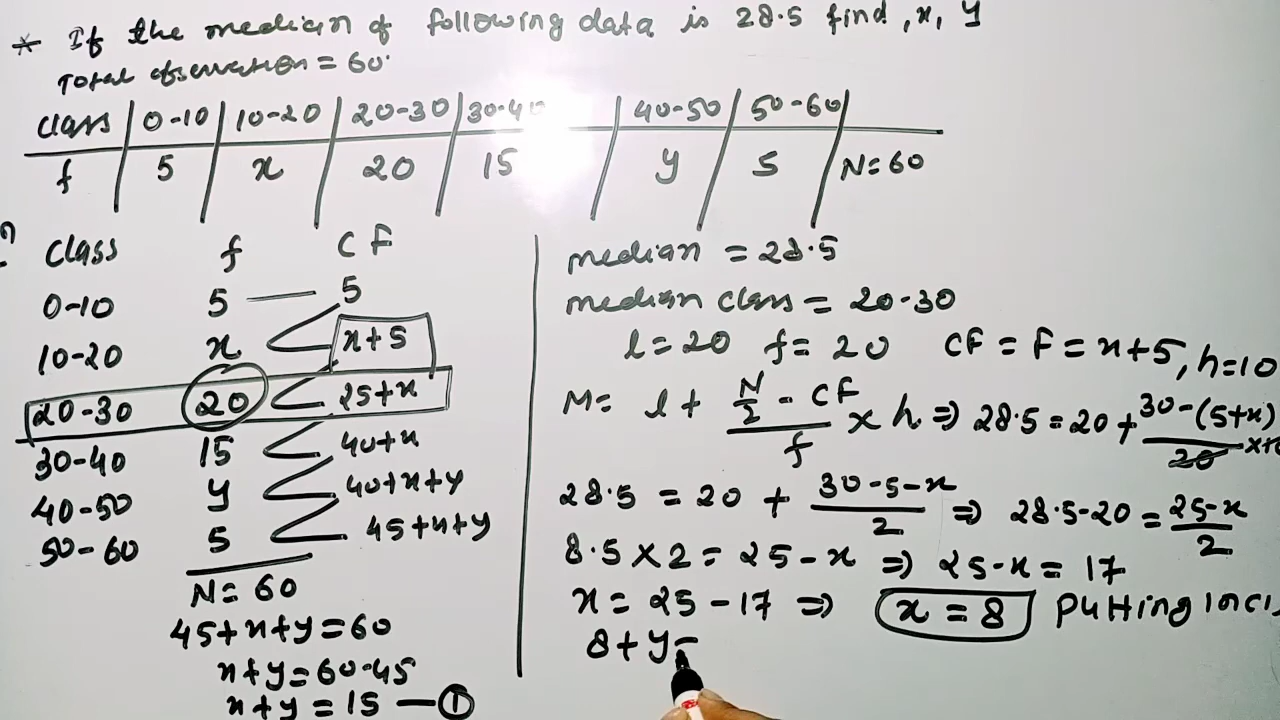 * If the median of following data is 28.5 find, x, y
Total observation = 60.
class | 0-10 | 10-20 | 20-30 | 30-40 | 40-50 | 50-60 |
f | 5 | x | 20 | 15 | y | 5 | N=60
Class f CF
0-10 5 5
10-20 x x+5
20-30 20 25+x
30-40 15 40+x
40-50 y 40+x+y
50-60 5 45+x+y
N=60
45+x+y=60
x+y=60-45
x+y=15 — ①
median = 28.5
median class = 20-30
l=20 f=20 CF = F = x+5, h=10
M= l + (N/2 - CF)/f × h ⇒ 28.5=20+(30-(5+x))/20 ×10
28.5 = 20 + (30-5-x)/2 ⇒ 28.5-20=(25-x)/2
8.5×2=25-x ⇒ 25-x=17
x=25-17 ⇒ x=8 Putting in
8+y=